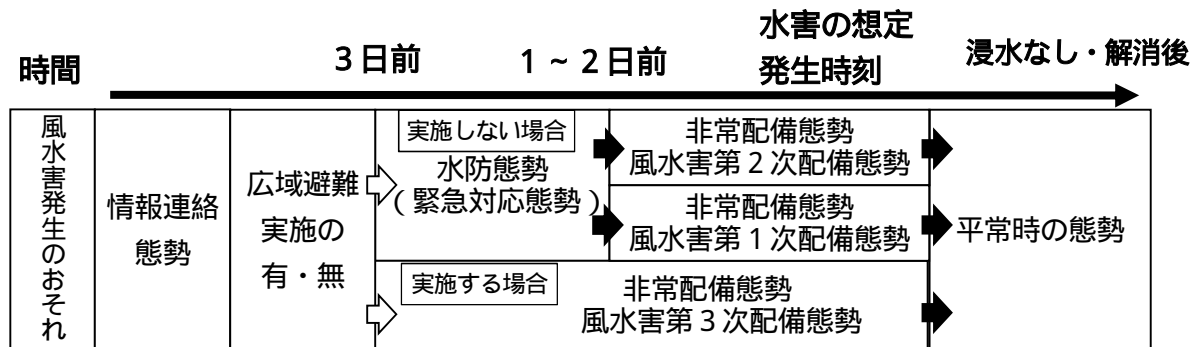 時間
3日前
1~2日前
水害の想定
発生時刻
浸水なし・解消後
風水害発生のおそれ
情報連絡
態勢
広域避難
実施の
有・無
実施しない場合
水防態勢
(緊急対応態勢)
非常配備態勢
風水害第2次配備態勢
非常配備態勢
風水害第1次配備態勢
実施する場合
非常配備態勢
風水害第3次配備態勢
平常時の態勢